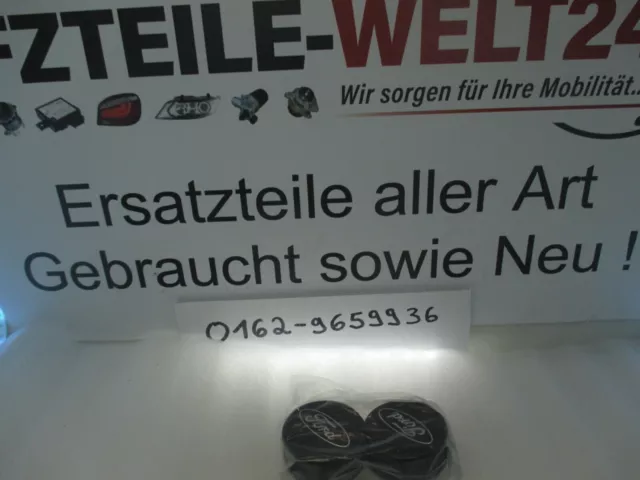 FZTEILE-WELT24
Wir sorgen für Ihre Mobilität..
Ersatzteile aller Art
Gebraucht sowie Neu !
0162-9659936
Ford Ford